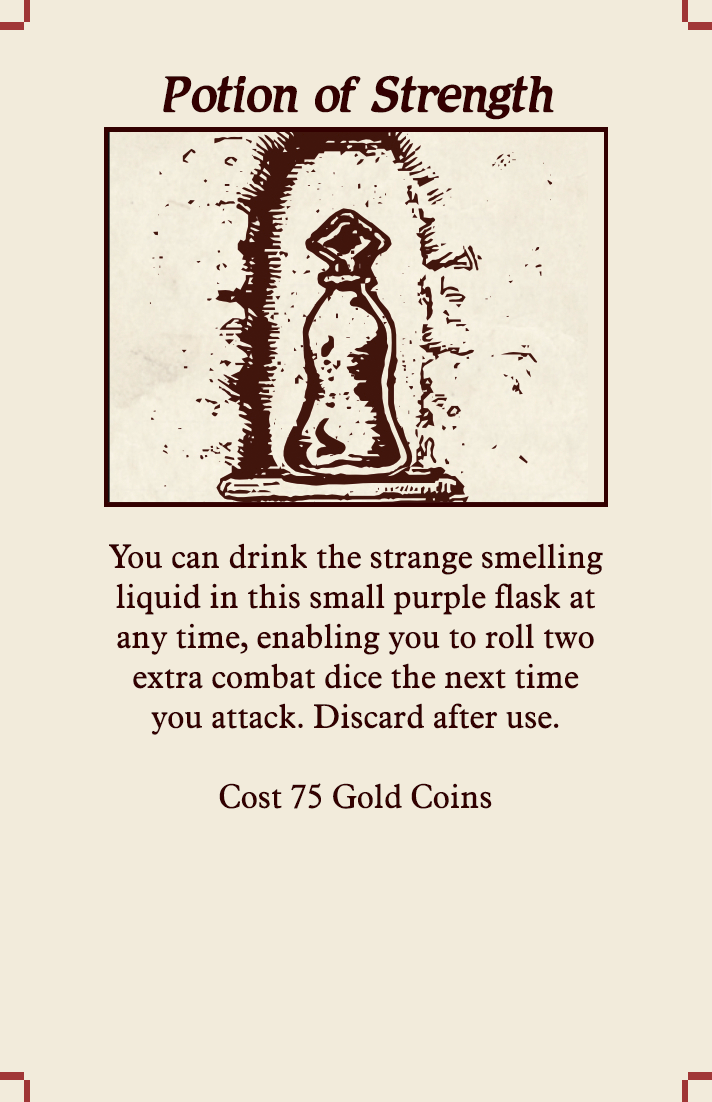 Potion of Strength
You can drink the strange smelling
liquid in this small purple flask at
any time, enabling you to roll two
extra combat dice the next time
you attack. Discard after use.
Cost 75 Gold Coins